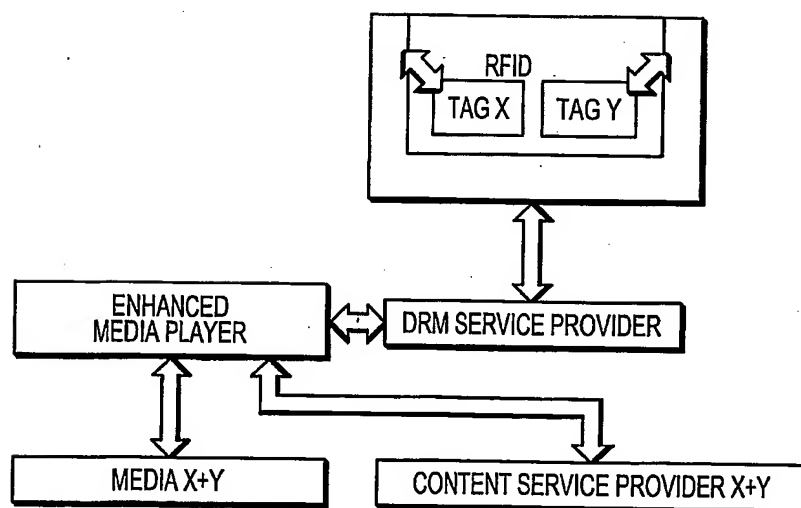 RFID
TAG X
TAG Y
ENHANCED
MEDIA PLAYER
DRM SERVICE PROVIDER
MEDIA X+Y
CONTENT SERVICE PROVIDER X+Y